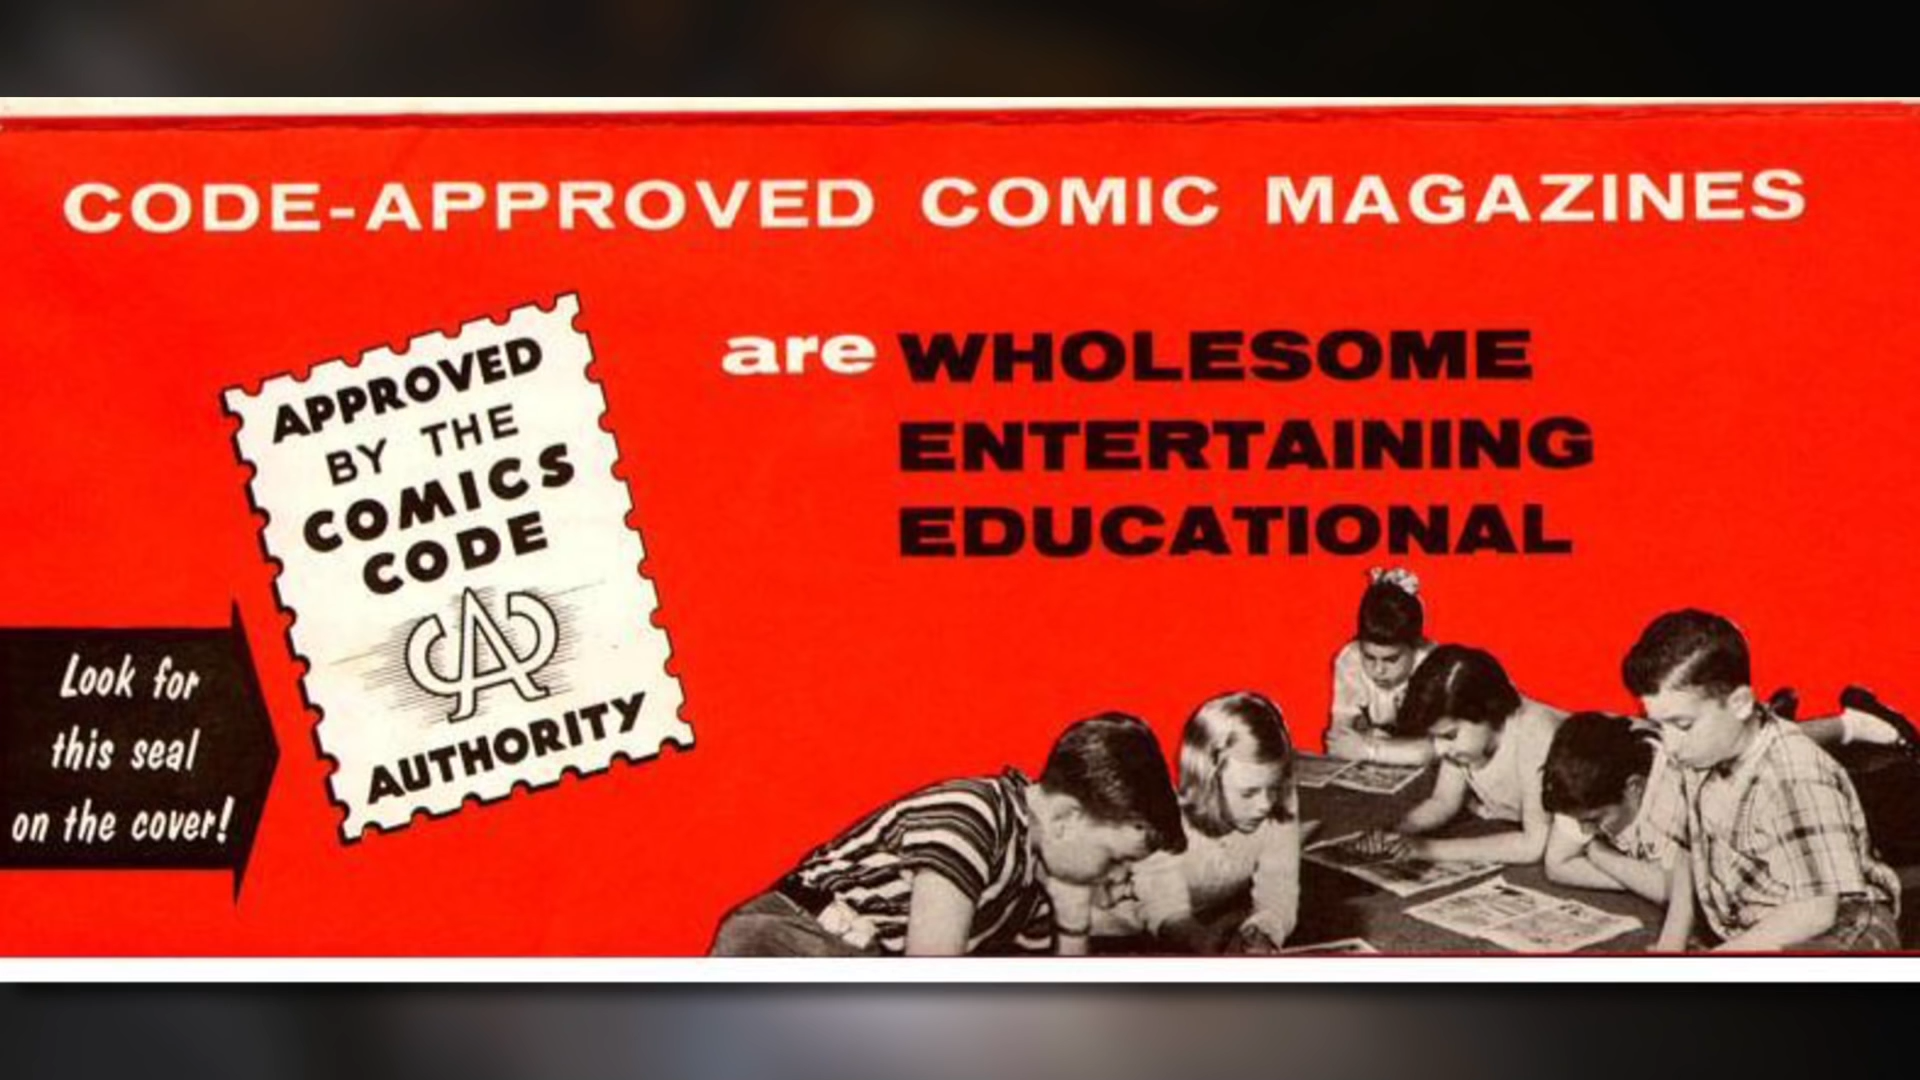 CODE-APPROVED COMIC MAGAZINES
are WHOLESOME
ENTERTAINING
EDUCATIONAL
APPROVED
BY THE
COMICS
CODE
CA
AUTHORITY
Look for
this seal
on the cover!